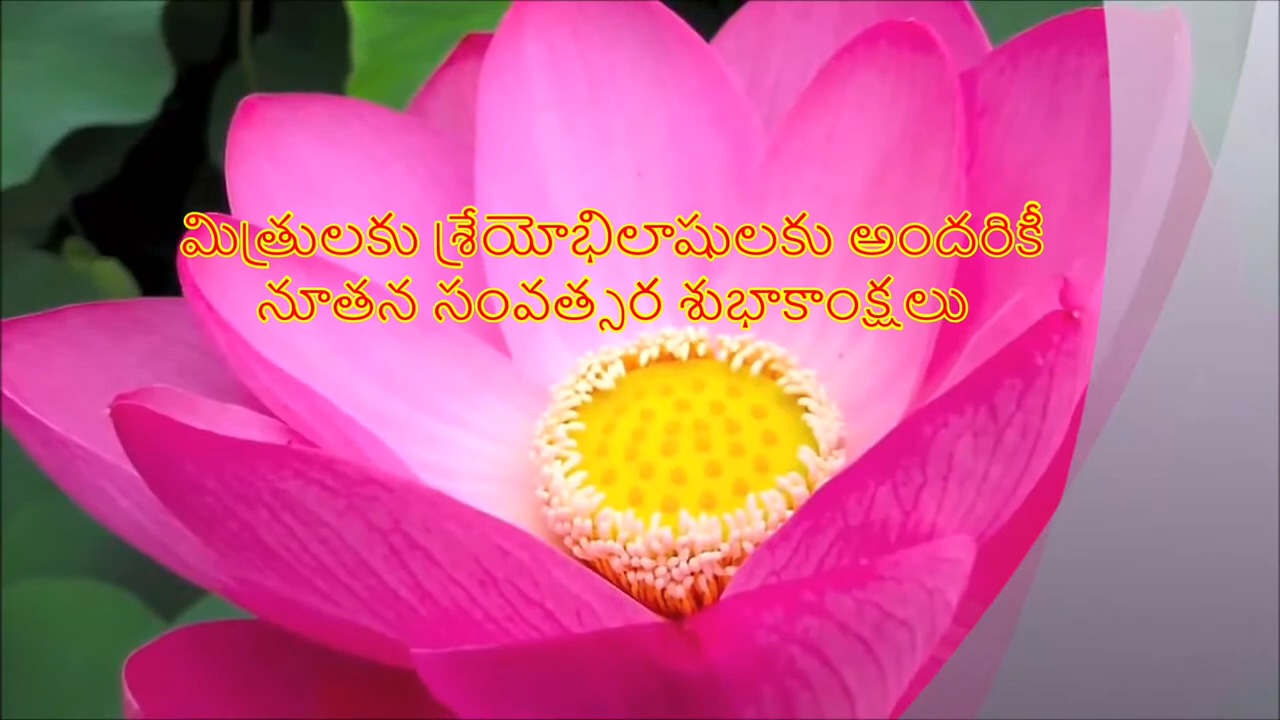 మిత్రులకు శ్రేయోభిలాషులకు అందరికీ
నూతన సంవత్సర శుభాకాంక్షలు